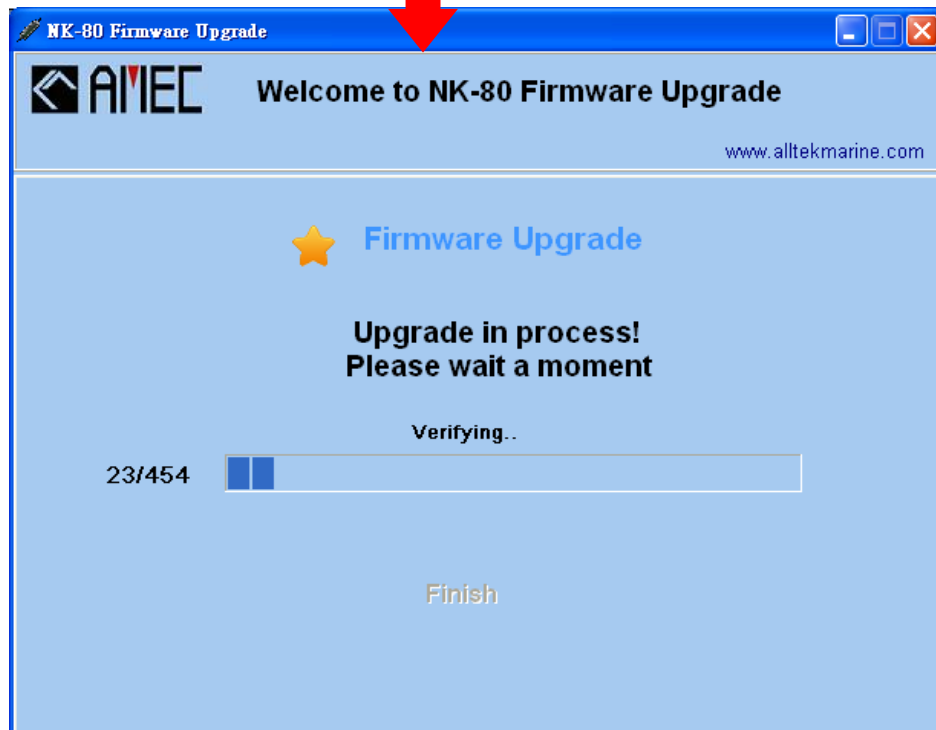 NK-80 Firmware Upgrade
AMEC Welcome to NK-80 Firmware Upgrade
www.alltekmarine.com
Firmware Upgrade
Upgrade in process!
Please wait a moment
Verifying..
23/454
Finish